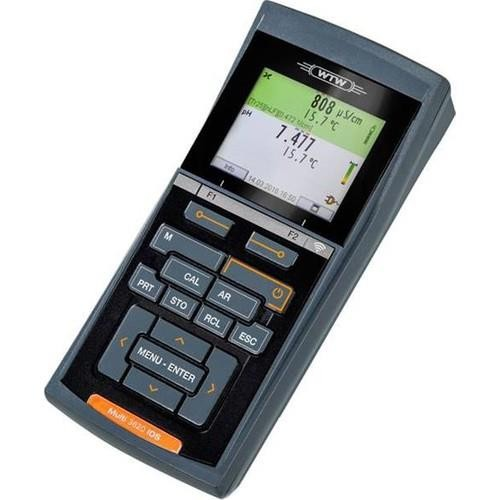 WTW
808 µS/cm
15.7 °C
pH
7.477
15.7 °C
Info
14.03.2016 16:50
F1
F2
M
CAL
AR
PRT
STO
RCL
ESC
MENU - ENTER
Multi 3620 IDS